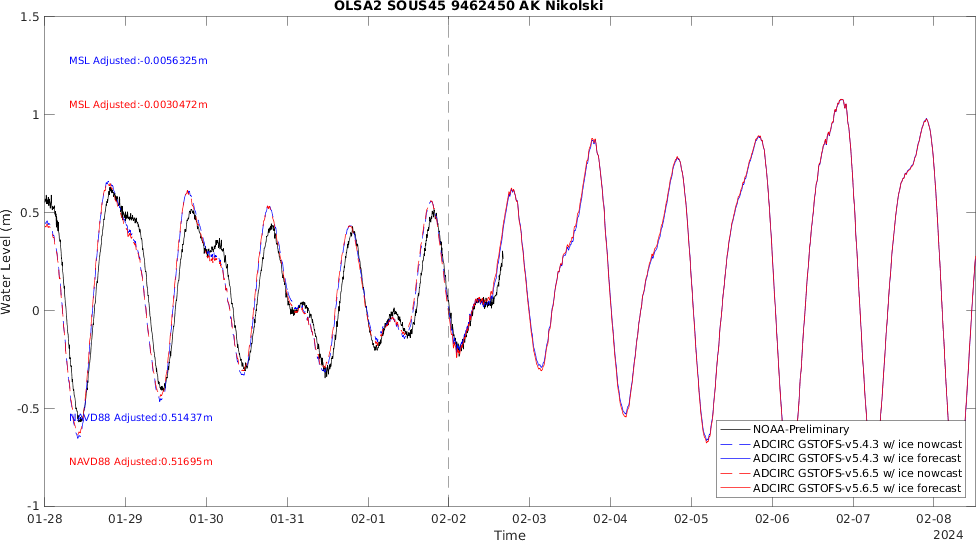 OLSA2 SOUS45 9462450 AK Nikolski
1.5
1
0.5
0
-0.5
-1
Water Level (m)
MSL Adjusted:-0.0056325m
MSL Adjusted:-0.0030472m
NAVD88 Adjusted:0.51437m
NAVD88 Adjusted:0.51695m
NOAA-Preliminary
ADCIRC GSTOFS-v5.4.3 w/ ice nowcast
ADCIRC GSTOFS-v5.4.3 w/ ice forecast
ADCIRC GSTOFS-v5.6.5 w/ ice nowcast
ADCIRC GSTOFS-v5.6.5 w/ ice forecast
01-28 01-29 01-30 01-31 02-01 02-02 02-03 02-04 02-05 02-06 02-07 02-08
Time
2024